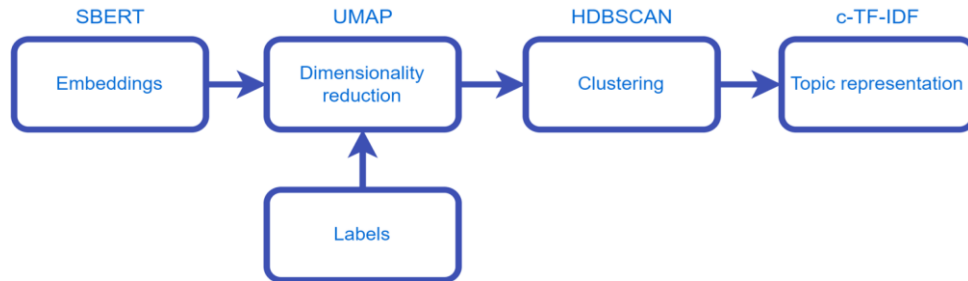 SBERT
UMAP
HDBSCAN
c-TF-IDF
Embeddings
Dimensionality
reduction
Clustering
Topic representation
Labels